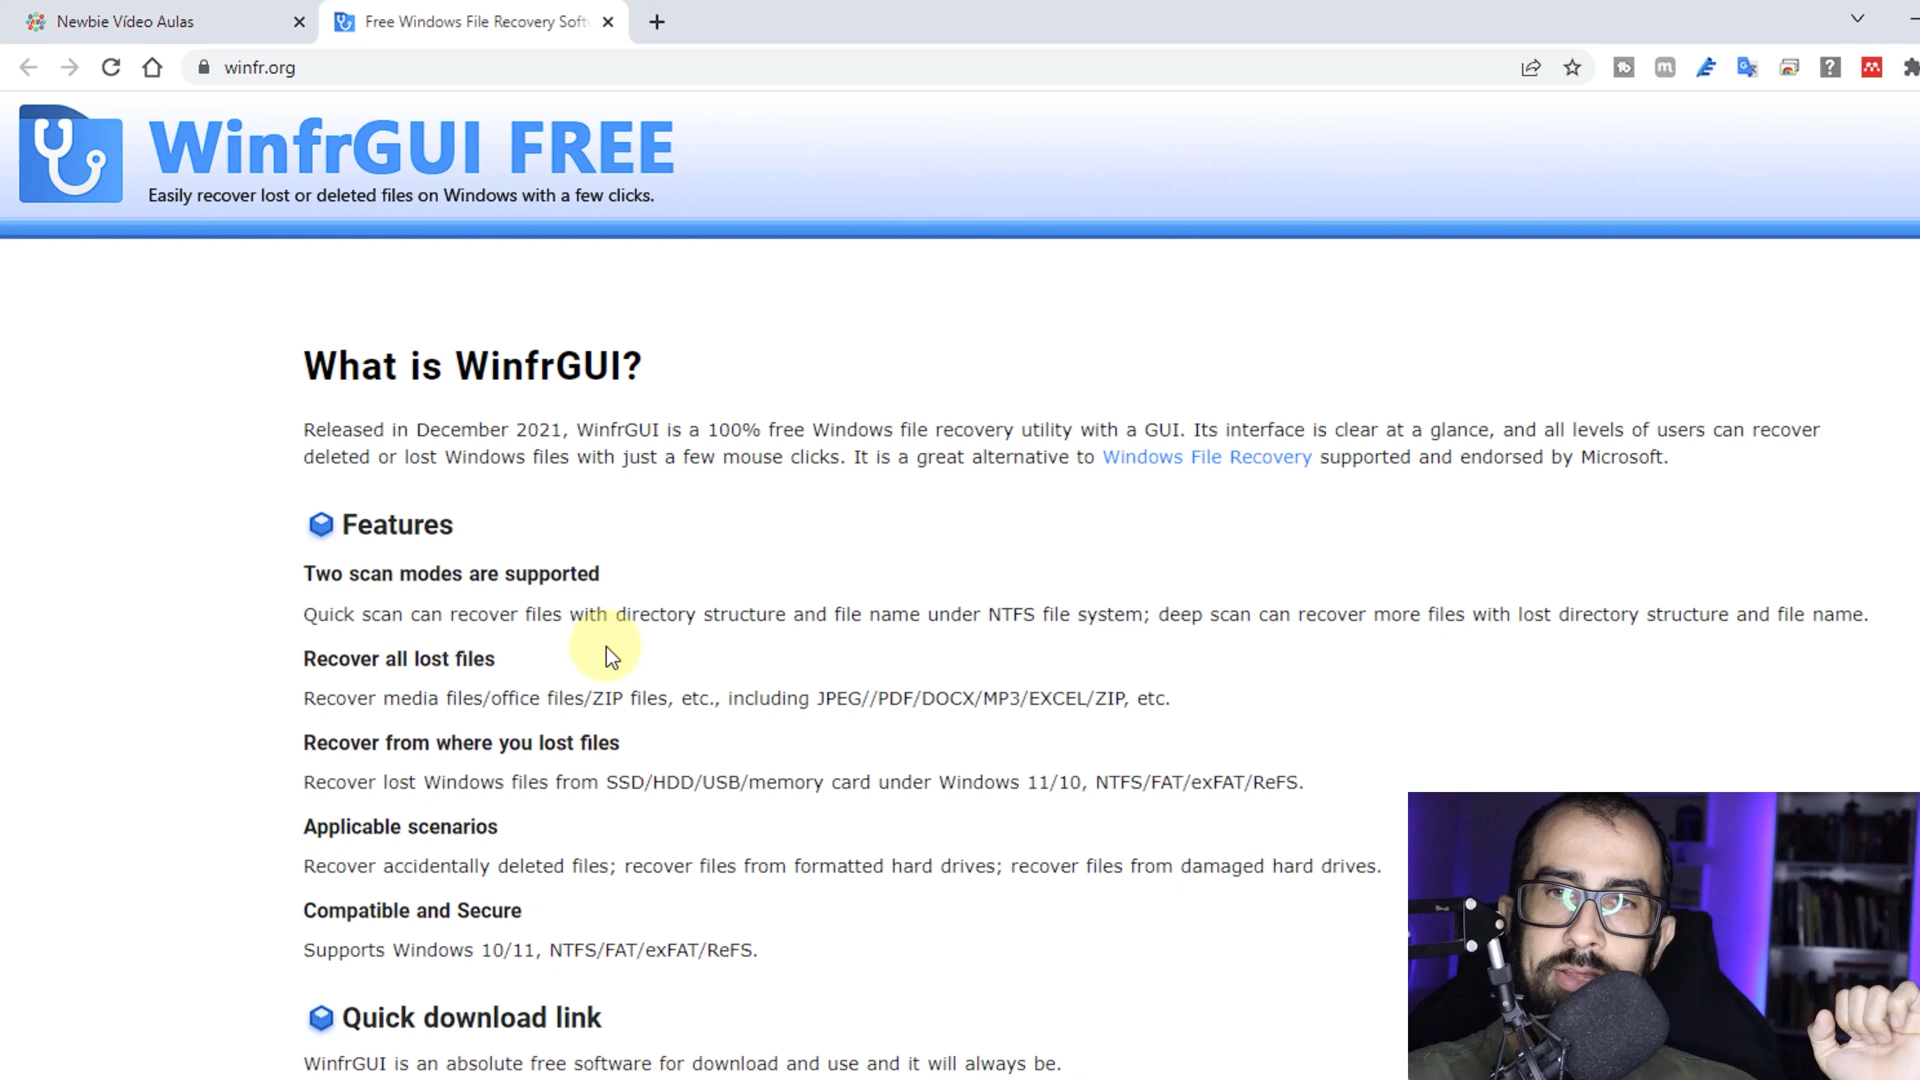 Newbie Vídeo Aulas
Free Windows File Recovery Soft
winfr.org
WinfrGUI FREE
Easily recover lost or deleted files on Windows with a few clicks.
What is WinfrGUI?
Released in December 2021, WinfrGUI is a 100% free Windows file recovery utility with a GUI. Its interface is clear at a glance, and all levels of users can recover
deleted or lost Windows files with just a few mouse clicks. It is a great alternative to Windows File Recovery supported and endorsed by Microsoft.
Features
Two scan modes are supported
Quick scan can recover files with directory structure and file name under NTFS file system; deep scan can recover more files with lost directory structure and file name.
Recover all lost files
Recover media files/office files/ZIP files, etc., including JPEG//PDF/DOCX/MP3/EXCEL/ZIP, etc.
Recover from where you lost files
Recover lost Windows files from SSD/HDD/USB/memory card under Windows 11/10, NTFS/FAT/exFAT/ReFS.
Applicable scenarios
Recover accidentally deleted files; recover files from formatted hard drives; recover files from damaged hard drives.
Compatible and Secure
Supports Windows 10/11, NTFS/FAT/exFAT/ReFS.
Quick download link
WinfrGUI is an absolute free software for download and use and it will always be.